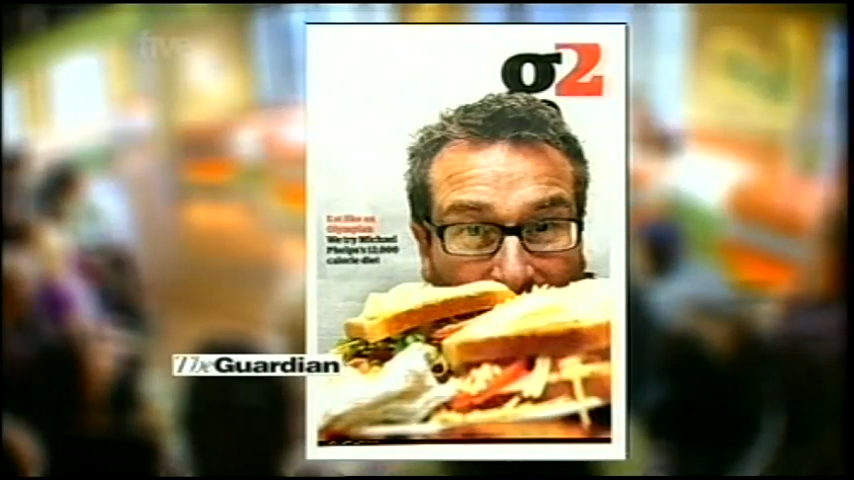 five
g2
Eat like an
Olympian
We try Michael
Phelps's 12,000
calorie diet
The Guardian